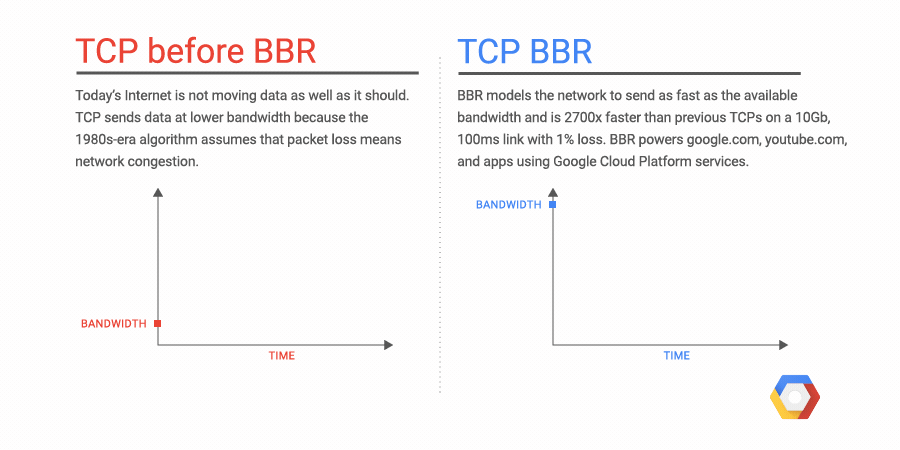 TCP before BBR
Today's Internet is not moving data as well as it should.
TCP sends data at lower bandwidth because the
1980s-era algorithm assumes that packet loss means
network congestion.
BANDWIDTH
TIME
TCP BBR
BBR models the network to send as fast as the available
bandwidth and is 2700x faster than previous TCPs on a 10Gb,
100ms link with 1% loss. BBR powers google.com, youtube.com,
and apps using Google Cloud Platform services.
BANDWIDTH
TIME